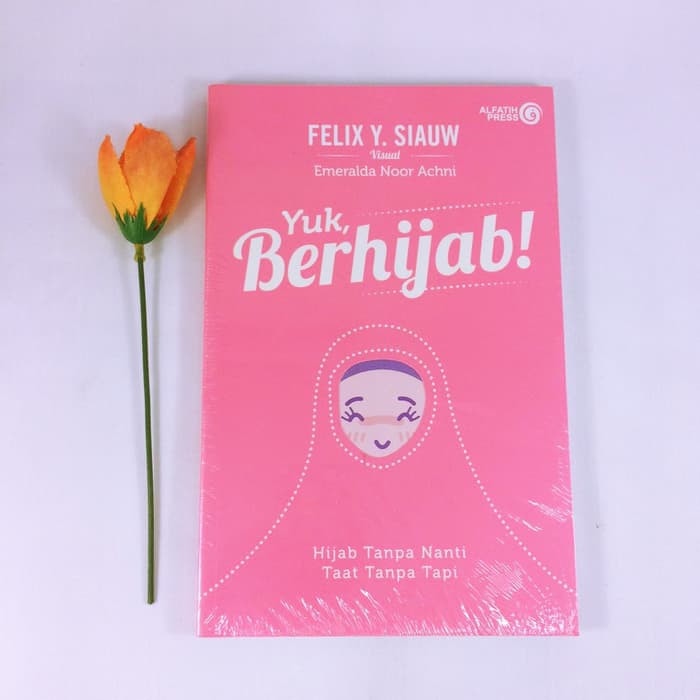 ALFATIH
PRESS
FELIX Y. SIAUW
Visual
Emeralda Noor Achni
Yuk,
Berhijab!
Hijab Tanpa Nanti
Taat Tanpa Tapi